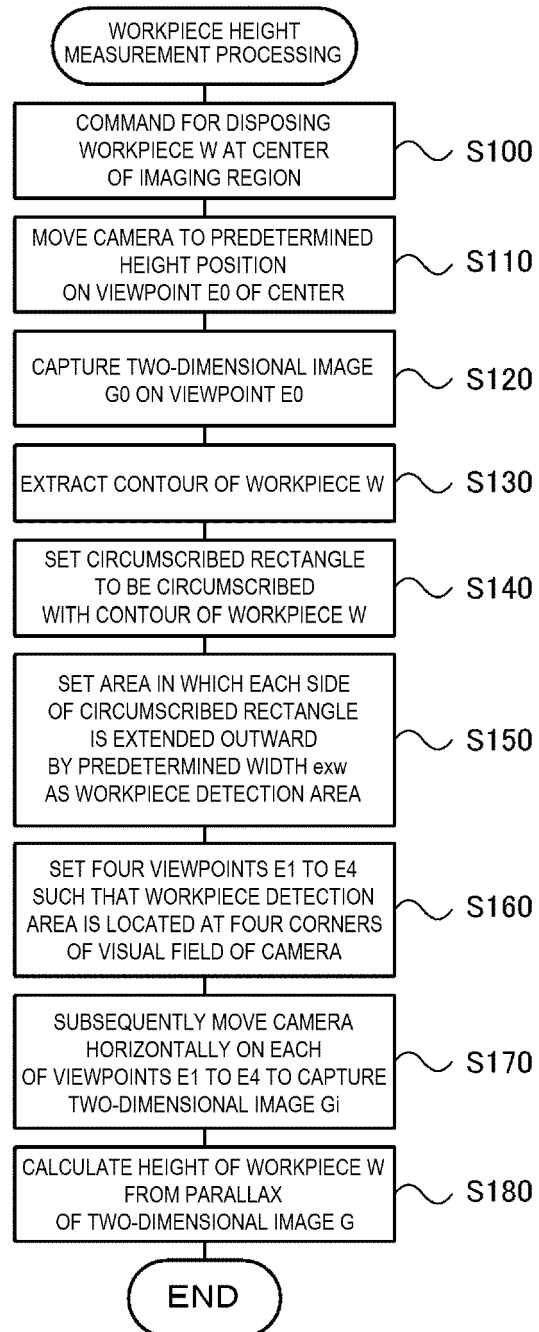 WORKPIECE HEIGHT
MEASUREMENT PROCESSING
COMMAND FOR DISPOSING
WORKPIECE W AT CENTER
OF IMAGING REGION
S100
MOVE CAMERA TO PREDETERMINED
HEIGHT POSITION
ON VIEWPOINT E0 OF CENTER
S110
CAPTURE TWO-DIMENSIONAL IMAGE
G0 ON VIEWPOINT E0
S120
EXTRACT CONTOUR OF WORKPIECE W
S130
SET CIRCUMSCRIBED RECTANGLE
TO BE CIRCUMSCRIBED
WITH CONTOUR OF WORKPIECE W
S140
SET AREA IN WHICH EACH SIDE
OF CIRCUMSCRIBED RECTANGLE
IS EXTENDED OUTWARD
BY PREDETERMINED WIDTH exw
AS WORKPIECE DETECTION AREA
S150
SET FOUR VIEWPOINTS E1 TO E4
SUCH THAT WORKPIECE DETECTION
AREA IS LOCATED AT FOUR CORNERS
OF VISUAL FIELD OF CAMERA
S160
SUBSEQUENTLY MOVE CAMERA
HORIZONTALLY ON EACH
OF VIEWPOINTS E1 TO E4 TO CAPTURE
TWO-DIMENSIONAL IMAGE Gi
S170
CALCULATE HEIGHT OF WORKPIECE W
FROM PARALLAX
OF TWO-DIMENSIONAL IMAGE G
S180
END